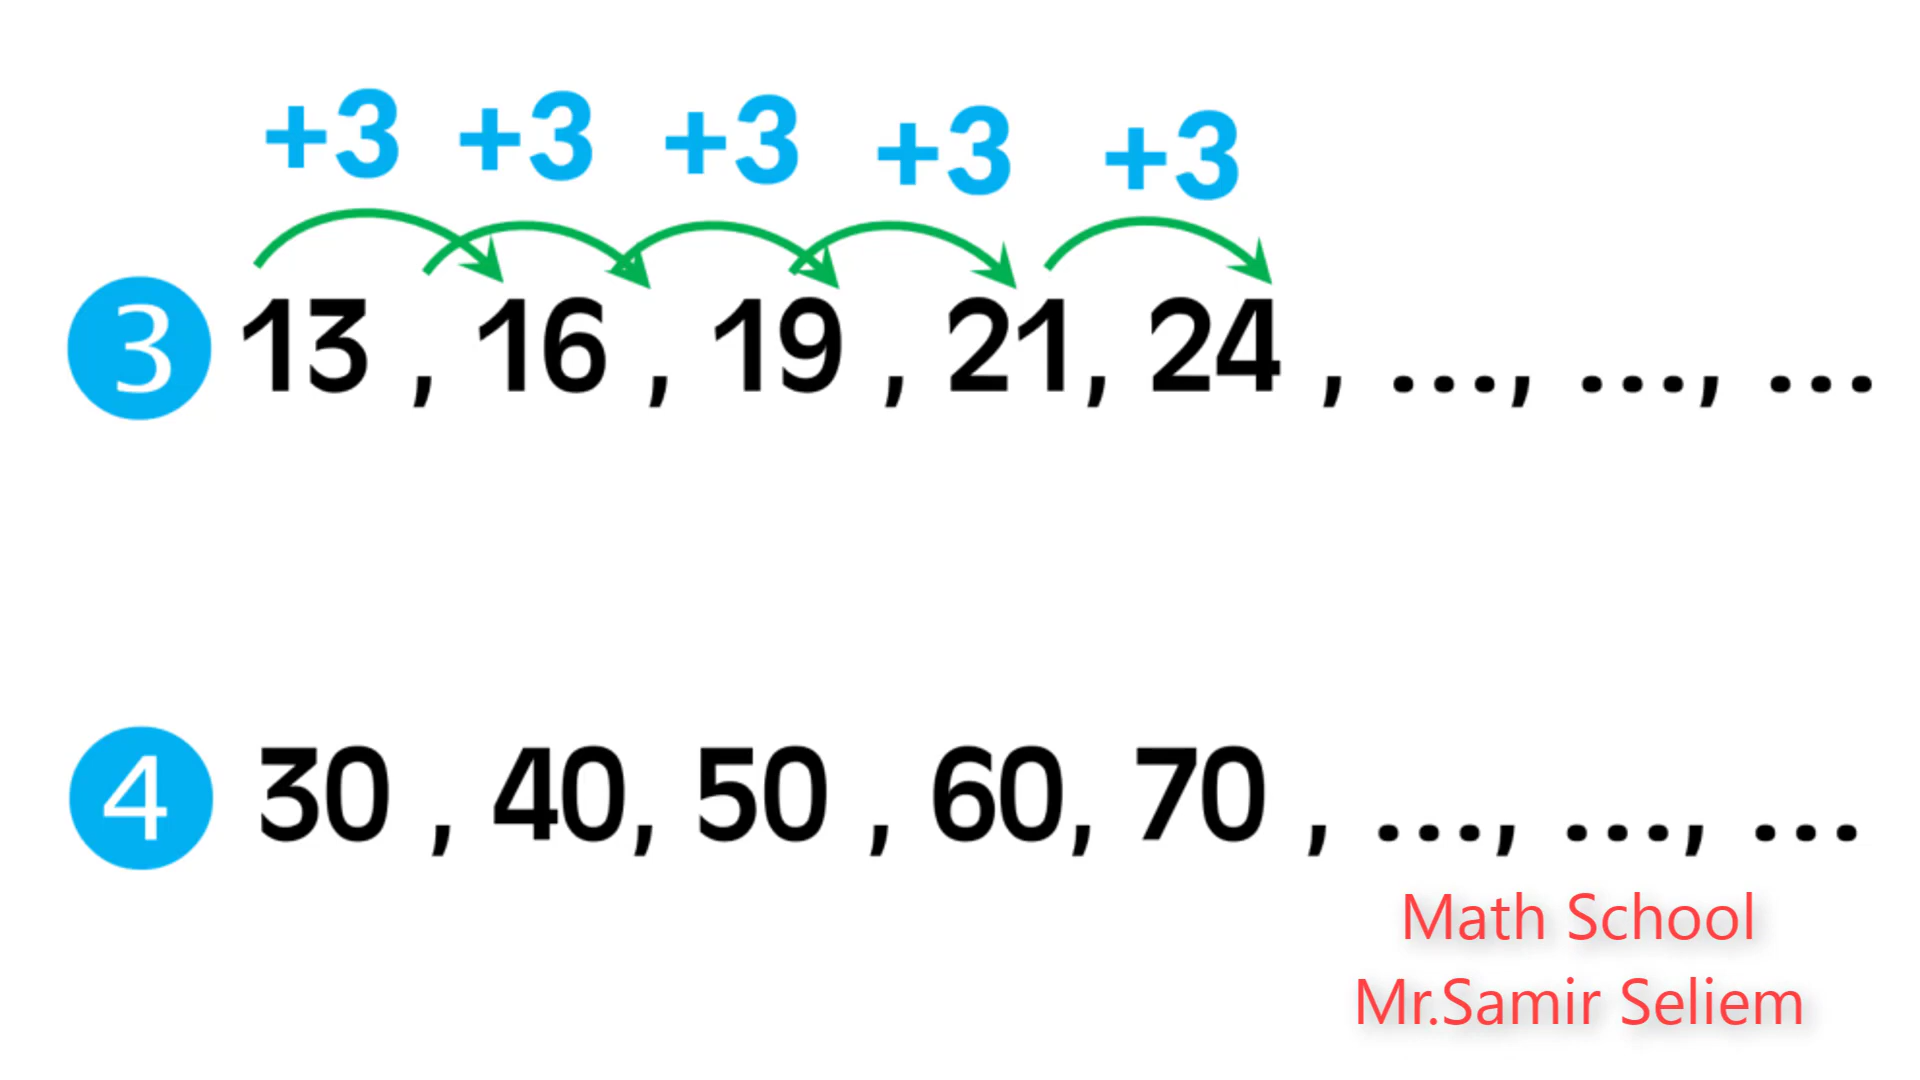 +3 +3 +3 +3 +3
3 13 , 16 , 19 , 21, 24 , ..., ..., ...
4 30 , 40, 50 , 60, 70 , ..., ..., ...
Math School
Mr.Samir Seliem